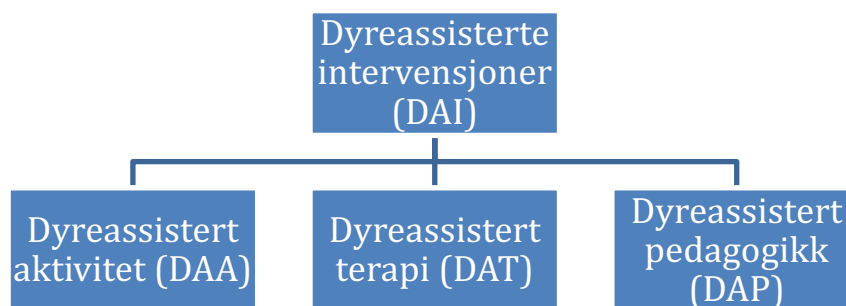 Dyreassisterte
intervensjoner
(DAI)
Dyreassistert
aktivitet (DAA)
Dyreassistert
terapi (DAT)
Dyreassistert
pedagogikk
(DAP)